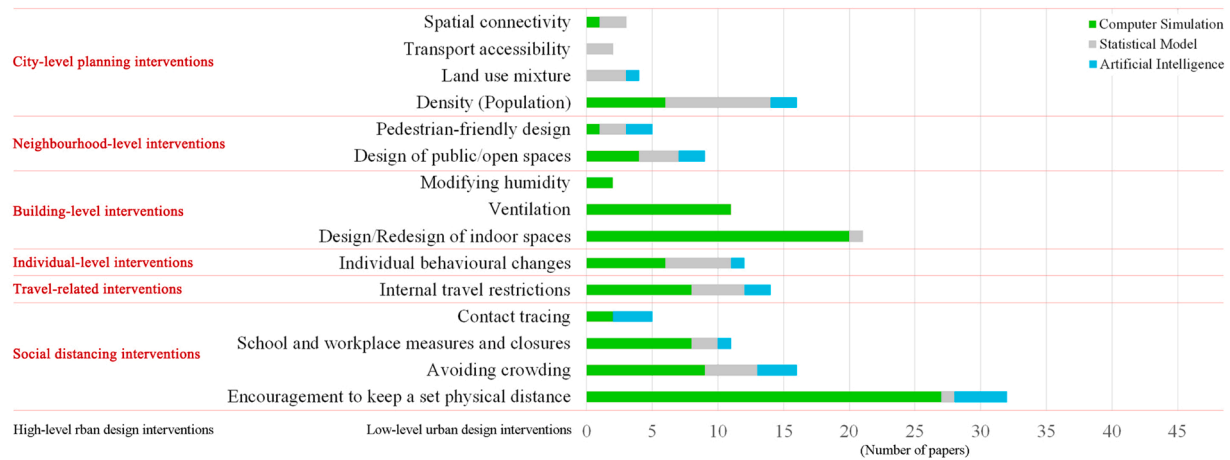 Spatial connectivity
Computer Simulation
Transport accessibility
Statistical Model
City-level planning interventions
Land use mixture
Artificial Intelligence
Density (Population)
Neighbourhood-level interventions
Pedestrian-friendly design
Design of public/open spaces
Modifying humidity
Building-level interventions
Ventilation
Design/Redesign of indoor spaces
Individual-level interventions
Individual behavioural changes
Travel-related interventions
Internal travel restrictions
Contact tracing
Social distancing interventions
School and workplace measures and closures
Avoiding crowding
Encouragement to keep a set physical distance
High-level rban design interventions
Low-level urban design interventions
0 5 10 15 20 25 30 35 40 45
(Number of papers)